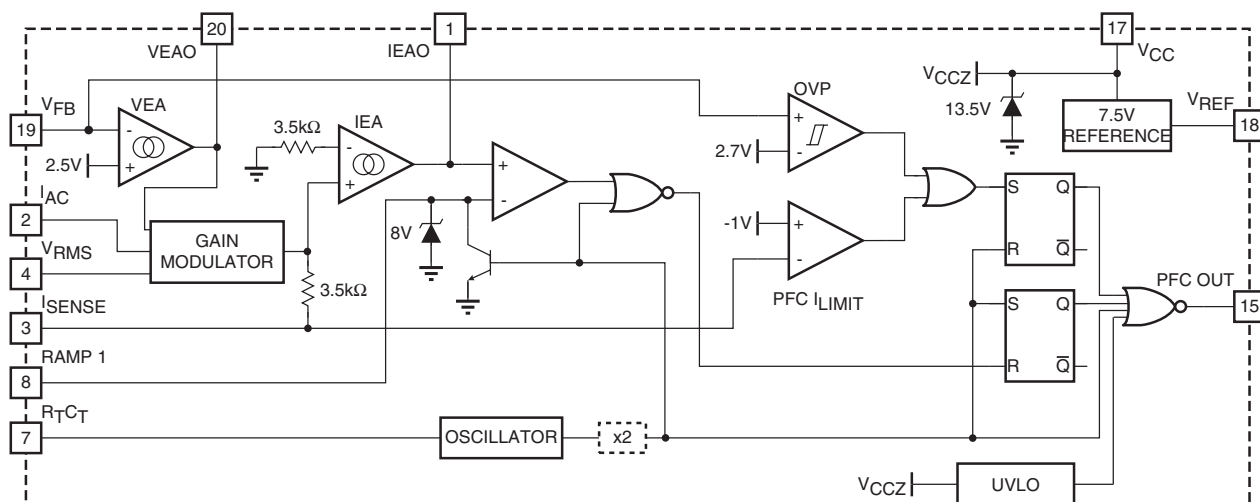 20
1
17
VEAO
IEAO
VCC
VFB
VEA
19
-
+
2.5V
3.5kΩ
IEA
-
+
OVP
+
-
2.7V
VCCZ
13.5V
7.5V
REFERENCE
VREF
18
IAC
2
VRMS
4
GAIN
MODULATOR
3.5kΩ
8V
+
-
-1V
+
-
PFC ILIMIT
S
Q
R
Q
S
Q
R
Q
PFC OUT
15
ISENSE
3
RAMP 1
8
RTCT
7
OSCILLATOR
x2
VCCZ
UVLO